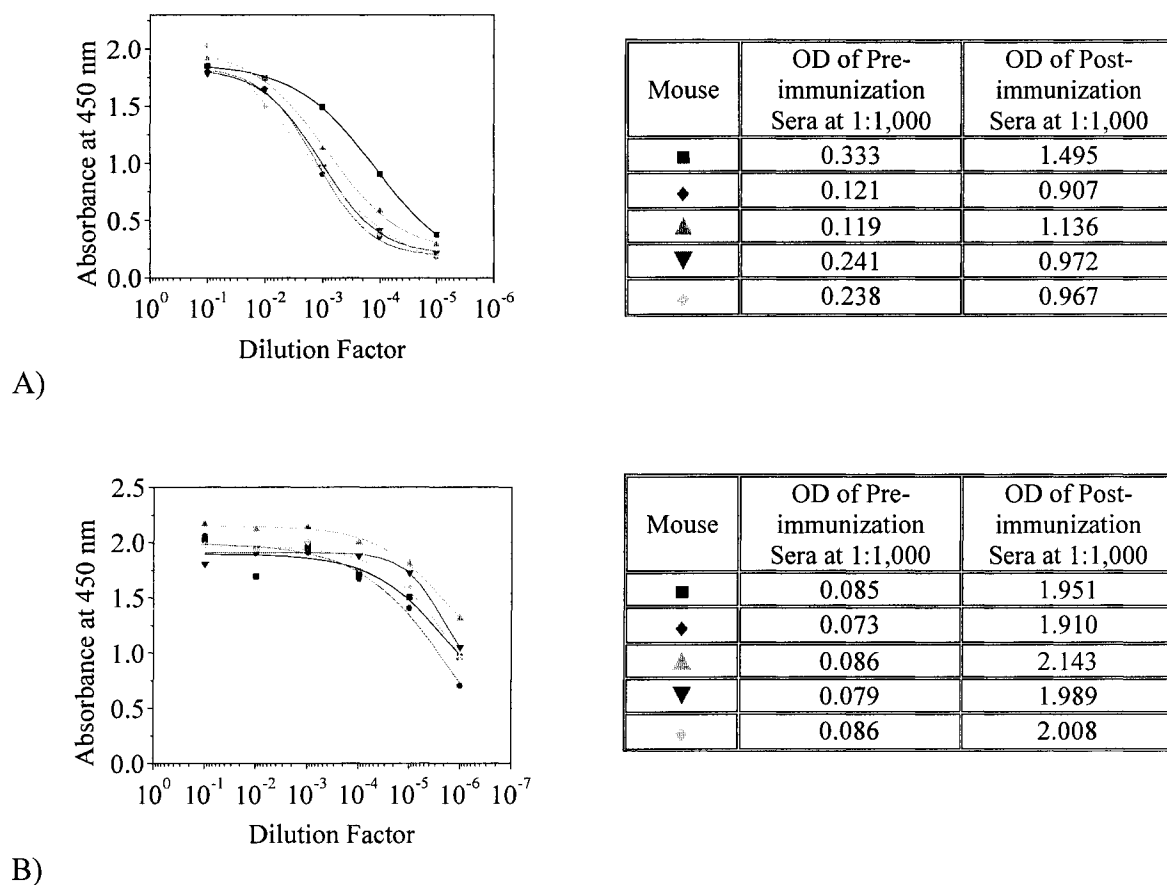 Absorbance at 450 nm
2.0
1.5
1.0
0.5
0.0
10^0 10^-1 10^-2 10^-3 10^-4 10^-5 10^-6
Dilution Factor
A)
Mouse | OD of Pre- | OD of Post-
immunization | immunization
Sera at 1:1,000 | Sera at 1:1,000
■ | 0.333 | 1.495
◆ | 0.121 | 0.907
▲ | 0.119 | 1.136
▼ | 0.241 | 0.972
0.238 | 0.967
Absorbance at 450 nm
2.5
2.0
1.5
1.0
0.5
0.0
10^0 10^-1 10^-2 10^-3 10^-4 10^-5 10^-6 10^-7
Dilution Factor
B)
Mouse | OD of Pre- | OD of Post-
immunization | immunization
Sera at 1:1,000 | Sera at 1:1,000
■ | 0.085 | 1.951
◆ | 0.073 | 1.910
▲ | 0.086 | 2.143
▼ | 0.079 | 1.989
0.086 | 2.008